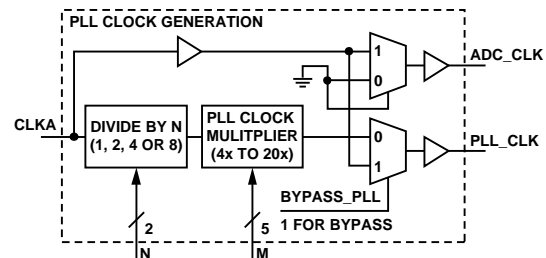 PLL CLOCK GENERATION
1
0
ADC_CLK
CLKA
DIVIDE BY N
(1, 2, 4 OR 8)
PLL CLOCK
MULITPLIER
(4x TO 20x)
0
1
PLL_CLK
BYPASS_PLL
1 FOR BYPASS
2
5
N
M